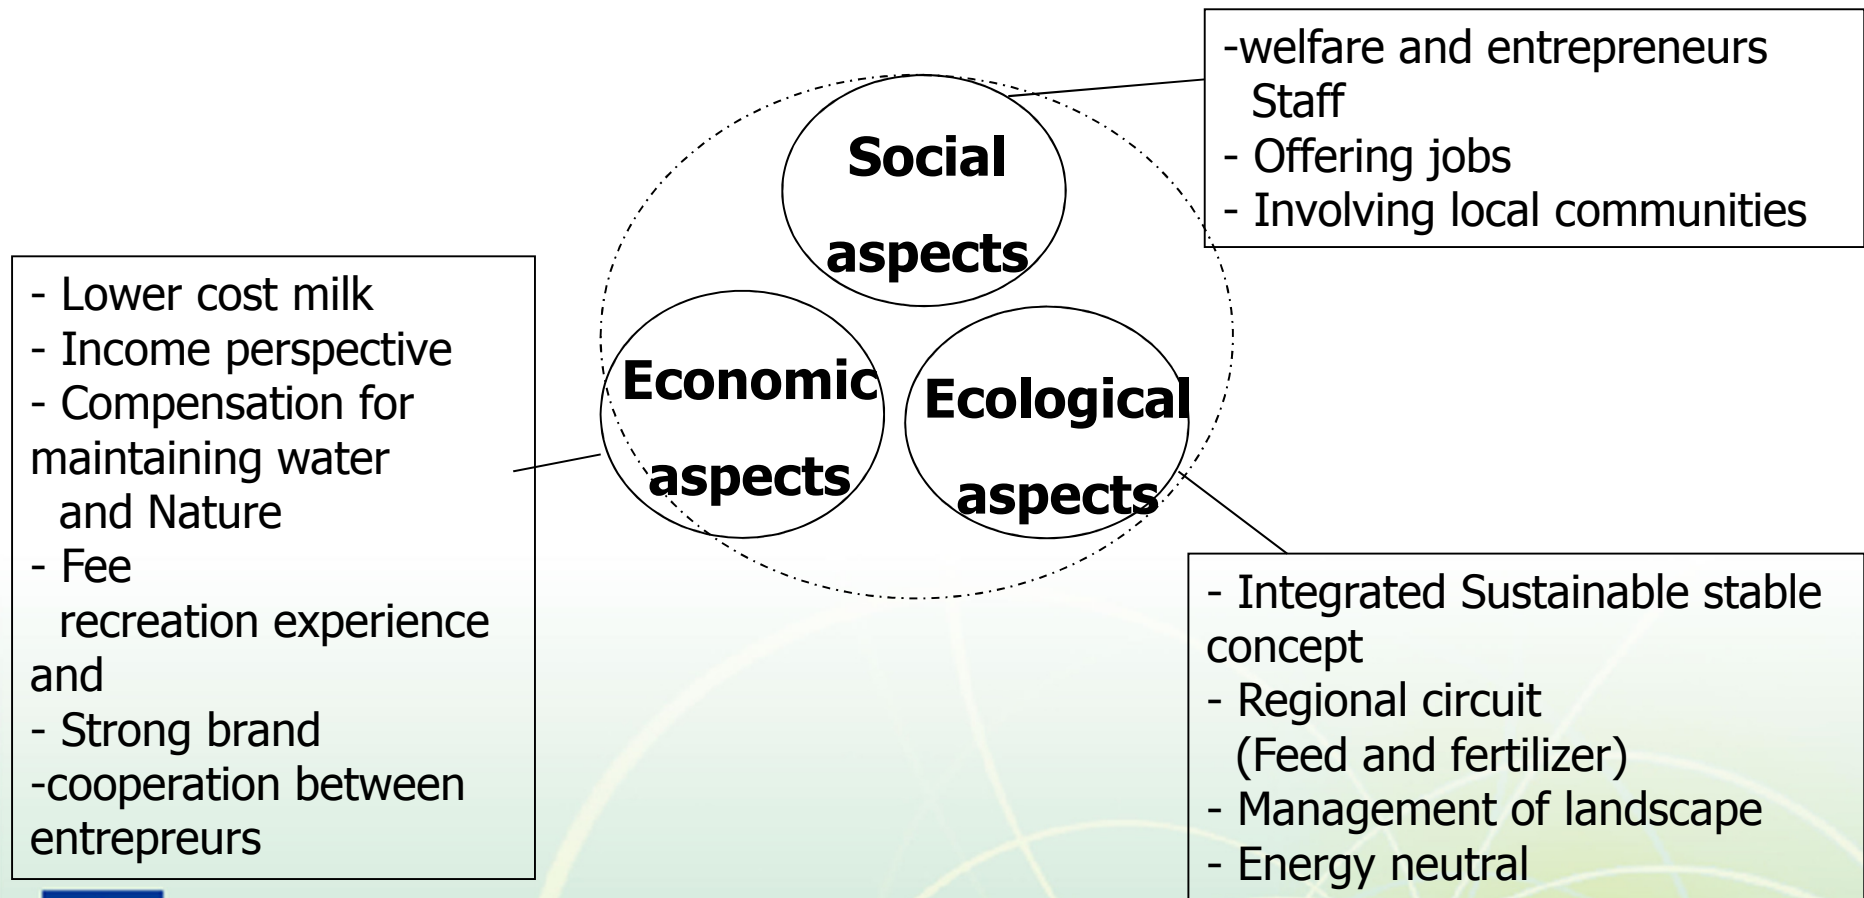 -welfare and entrepreneurs
Staff
- Offering jobs
- Involving local communities
Social
aspects
Economic
aspects
Ecological
aspects
- Lower cost milk
- Income perspective
- Compensation for
maintaining water
and Nature
- Fee
recreation experience
and
- Strong brand
-cooperation between
entrepreurs
- Integrated Sustainable stable
concept
- Regional circuit
(Feed and fertilizer)
- Management of landscape
- Energy neutral